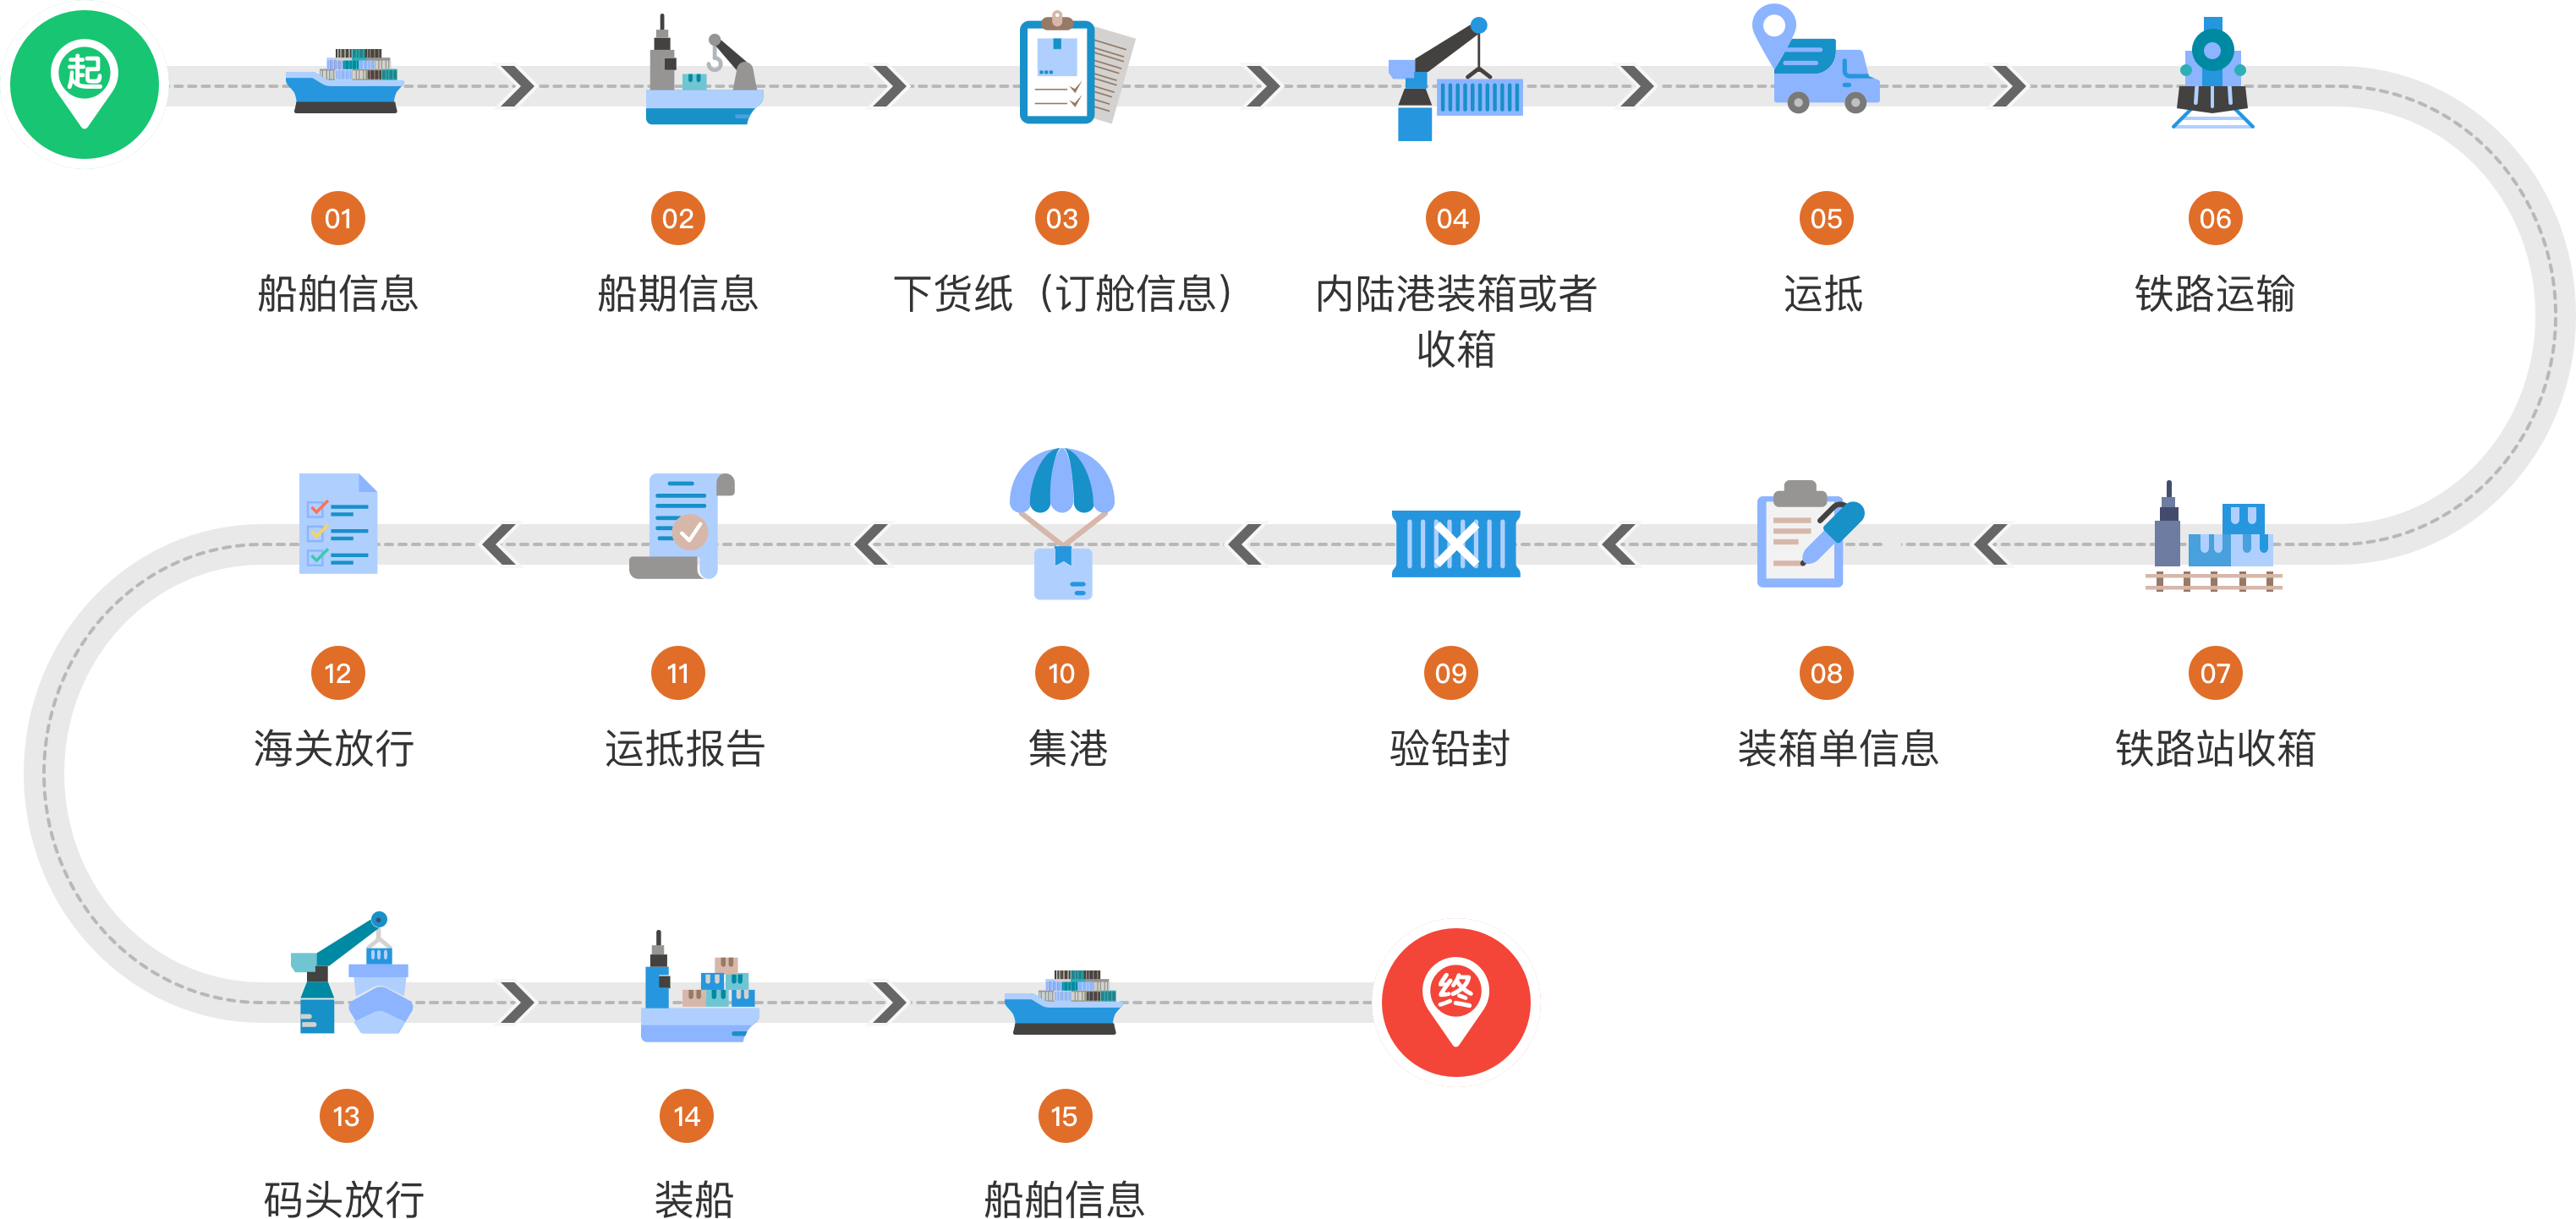 起
01
船舶信息
02
船期信息
03
下货纸（订舱信息）
04
内陆港装箱或者
收箱
05
运抵
06
铁路运输
07
铁路站收箱
08
装箱单信息
09
验铅封
10
集港
11
运抵报告
12
海关放行
13
码头放行
14
装船
15
船舶信息
终